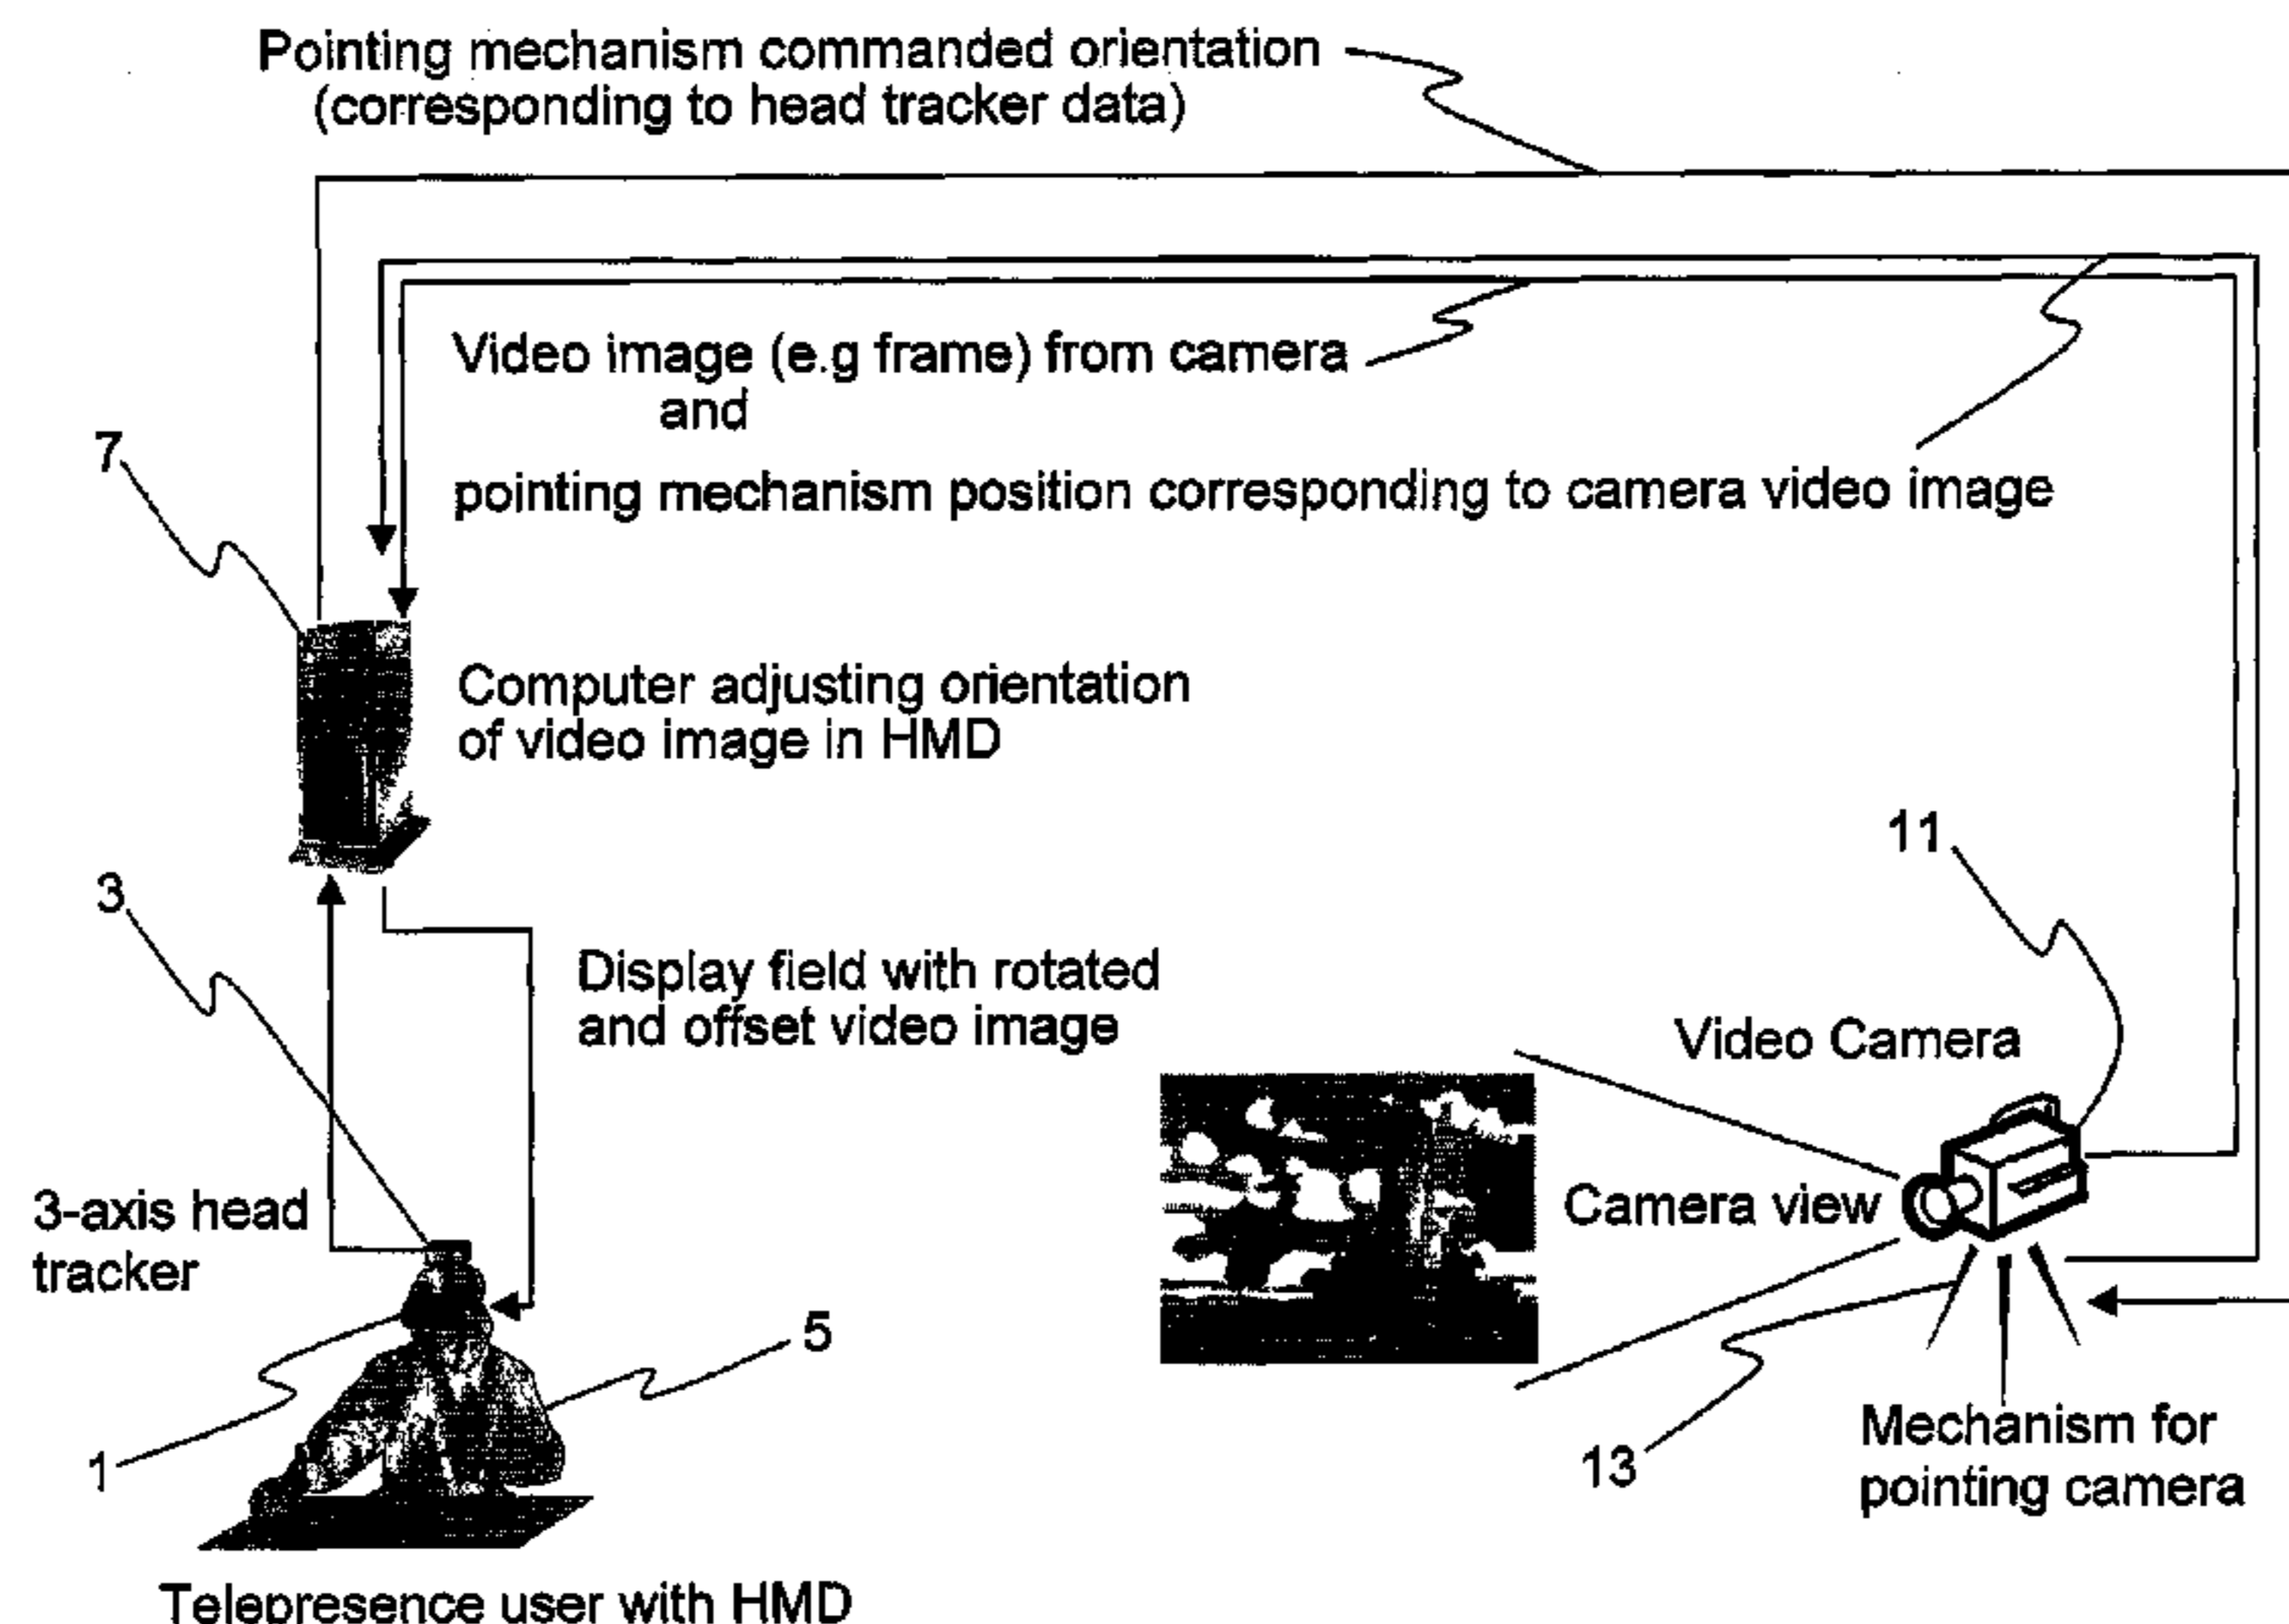 Pointing mechanism commanded orientation
(corresponding to head tracker data)
Video image (e.g frame) from camera
and
pointing mechanism position corresponding to camera video image
7
Computer adjusting orientation
of video image in HMD
11
3
Display field with rotated
and offset video image
Video Camera
3-axis head
tracker
Camera view
5
1
13
Mechanism for
pointing camera
Telepresence user with HMD